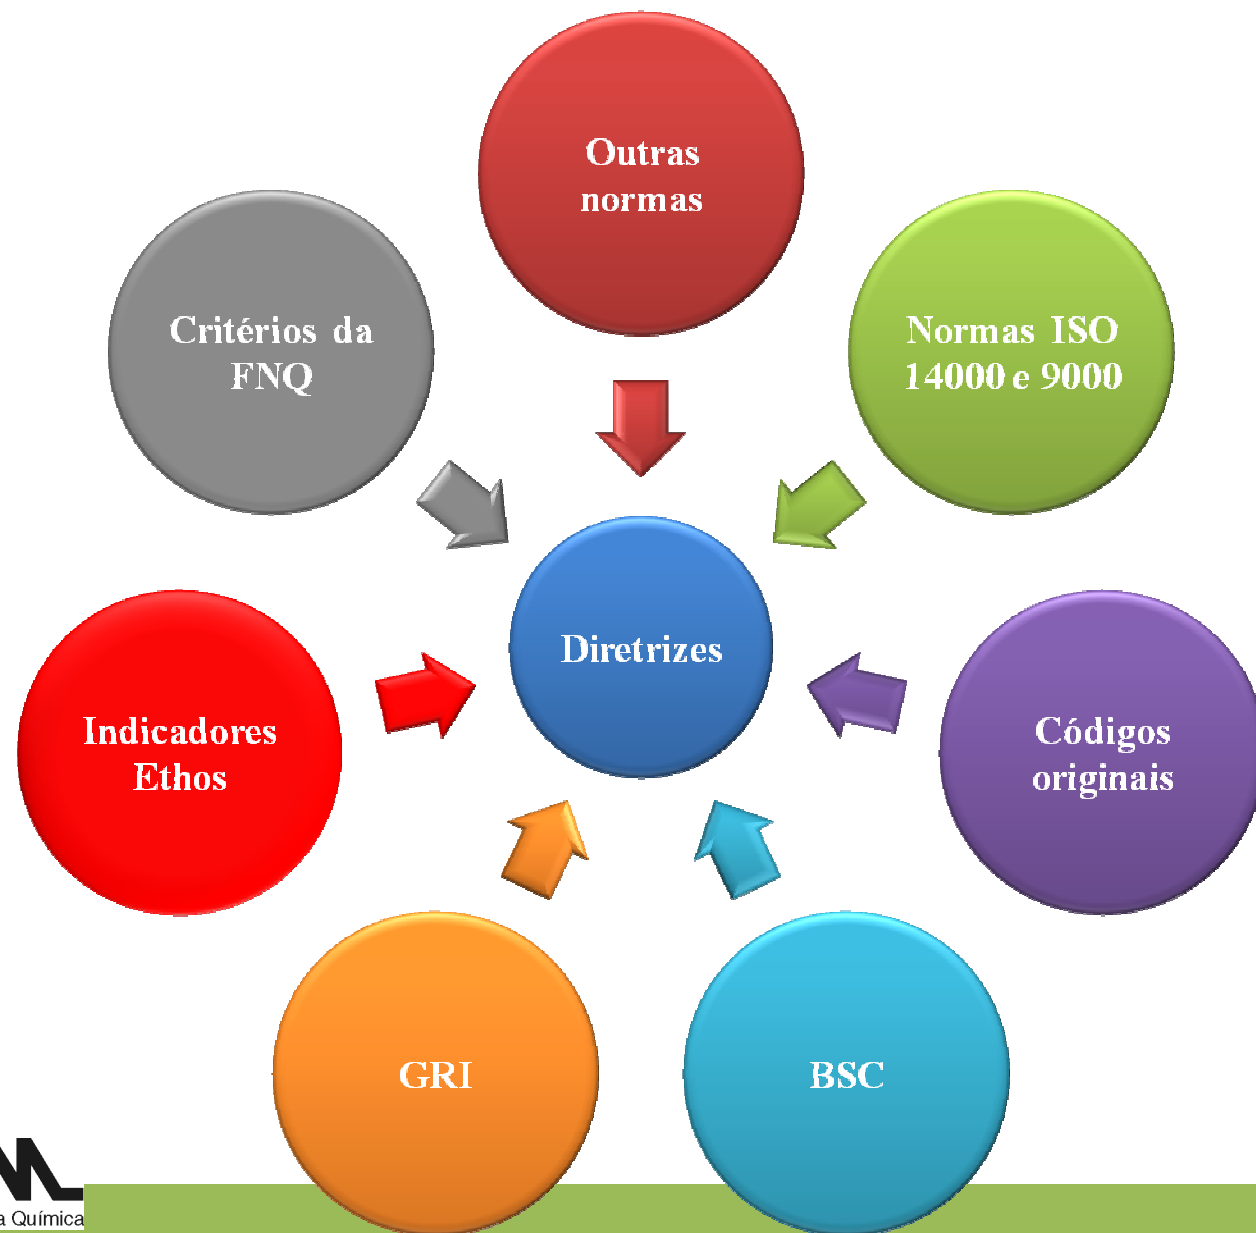 Outras
normas
Critérios da
FNQ
Normas ISO
14000 e 9000
Diretrizes
Indicadores
Ethos
Códigos
originais
GRI
BSC
Química